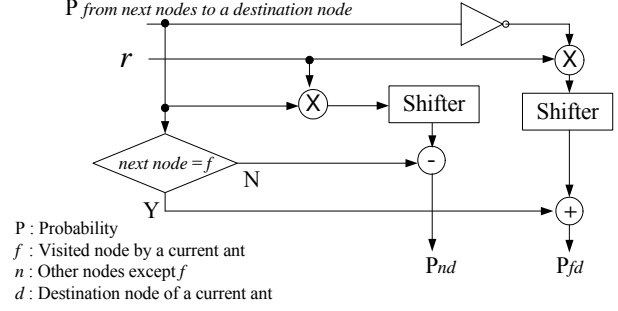 P from next nodes to a destination node
r
X
X
Shifter
Shifter
next node = f
N
-
Y
+
P : Probability
f : Visited node by a current ant
n : Other nodes except f
d : Destination node of a current ant
Pnd
Pfd